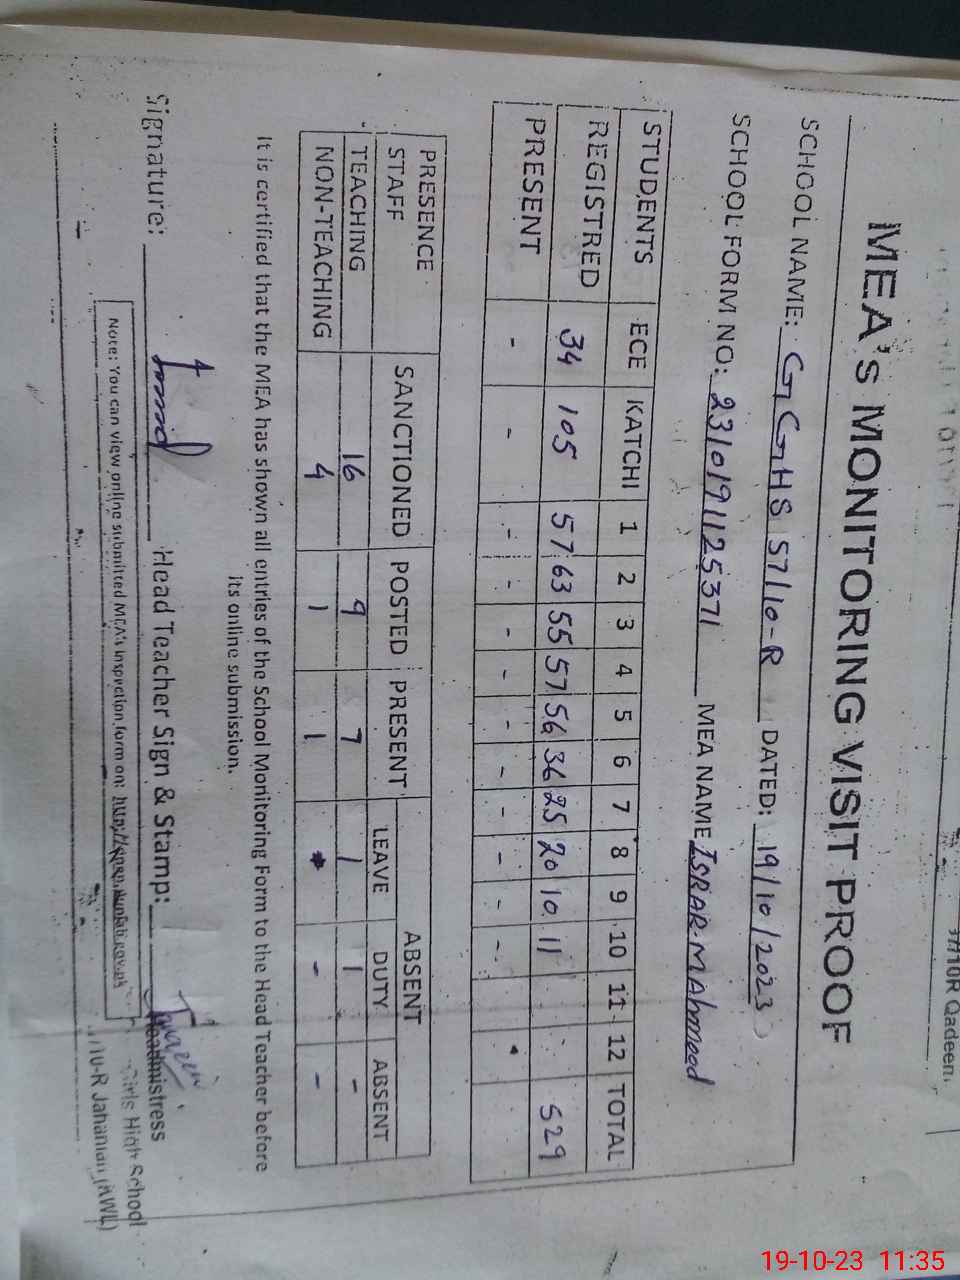 7/10R Qadeen.
MEA's MONITORING VISIT PROOF
SCHOOL NAME: GGHS 57/10-R DATED: 19/10/2023
SCHOOL FORM NO: 2310191125371 MEA NAME ISRAR MAhmood
STUDENTS ECE KATCHI 1 2 3 4 5 6 7 8 9 10 11 12 TOTAL
REGISTRED 34 105 57 63 55 57 56 36 25 20 10 11 529
PRESENT - - - - - - - - - - - -
PRESENCE SANCTIONED POSTED PRESENT ABSENT
STAFF LEAVE DUTY ABSENT
TEACHING 16 9 7 1 1 -
NON-TEACHING 4 1 1 - -
It is certified that the MEA has shown all entries of the School Monitoring Form to the Head Teacher before
its online submission.
Signature: Head Teacher Sign & Stamp:
Headmistress
Girls High School
/10-R Jahanian (KWL)
Note: You can view online submitted MEA's inspection form on:
19-10-23 11:35